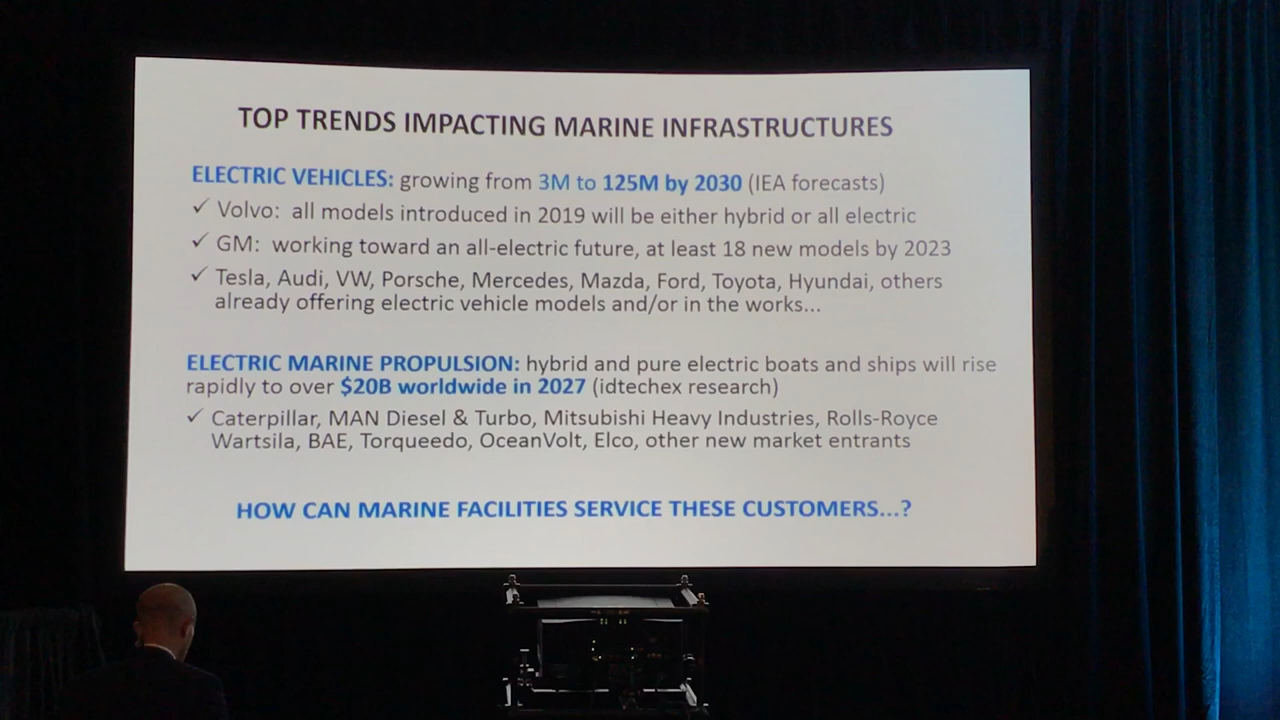 TOP TRENDS IMPACTING MARINE INFRASTRUCTURES
ELECTRIC VEHICLES: growing from 3M to 125M by 2030 (IEA forecasts)
✓ Volvo: all models introduced in 2019 will be either hybrid or all electric
✓ GM: working toward an all-electric future, at least 18 new models by 2023
✓ Tesla, Audi, VW, Porsche, Mercedes, Mazda, Ford, Toyota, Hyundai, others
already offering electric vehicle models and/or in the works...
ELECTRIC MARINE PROPULSION: hybrid and pure electric boats and ships will rise
rapidly to over $20B worldwide in 2027 (idtechex research)
✓ Caterpillar, MAN Diesel & Turbo, Mitsubishi Heavy Industries, Rolls-Royce
Wartsila, BAE, Torqueedo, OceanVolt, Elco, other new market entrants
HOW CAN MARINE FACILITIES SERVICE THESE CUSTOMERS...?